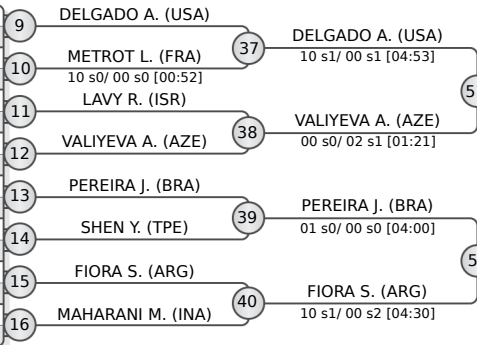 9
DELGADO A. (USA)
10
METROT L. (FRA)
10 s0/ 00 s0 [00:52]
37
DELGADO A. (USA)
10 s1/ 00 s1 [04:53]
11
LAVY R. (ISR)
12
VALIYEVA A. (AZE)
38
VALIYEVA A. (AZE)
00 s0/ 02 s1 [01:21]
13
PEREIRA J. (BRA)
14
SHEN Y. (TPE)
39
PEREIRA J. (BRA)
01 s0/ 00 s0 [04:00]
15
FIORA S. (ARG)
16
MAHARANI M. (INA)
40
FIORA S. (ARG)
10 s1/ 00 s2 [04:30]